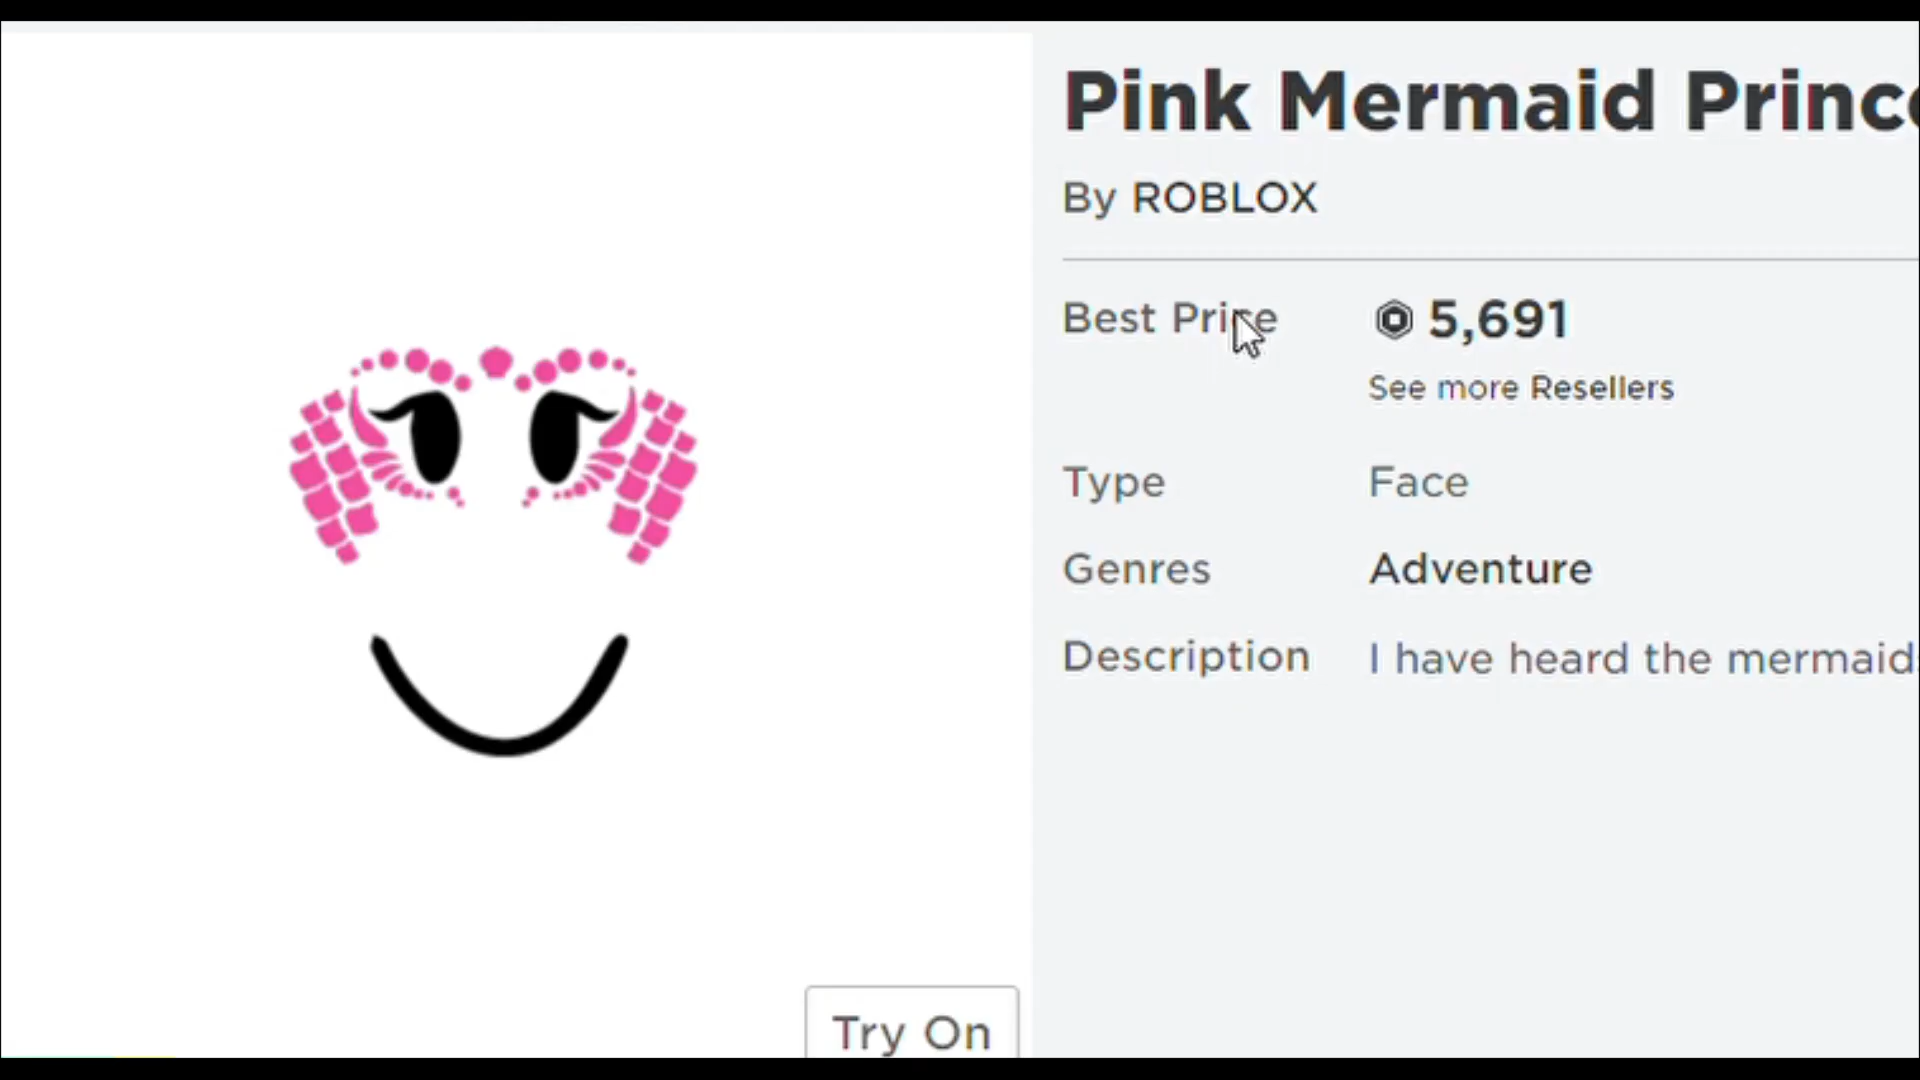 Pink Mermaid Princ
By ROBLOX
Best Price 5,691
See more Resellers
Type Face
Genres Adventure
Description I have heard the mermaid
Try On